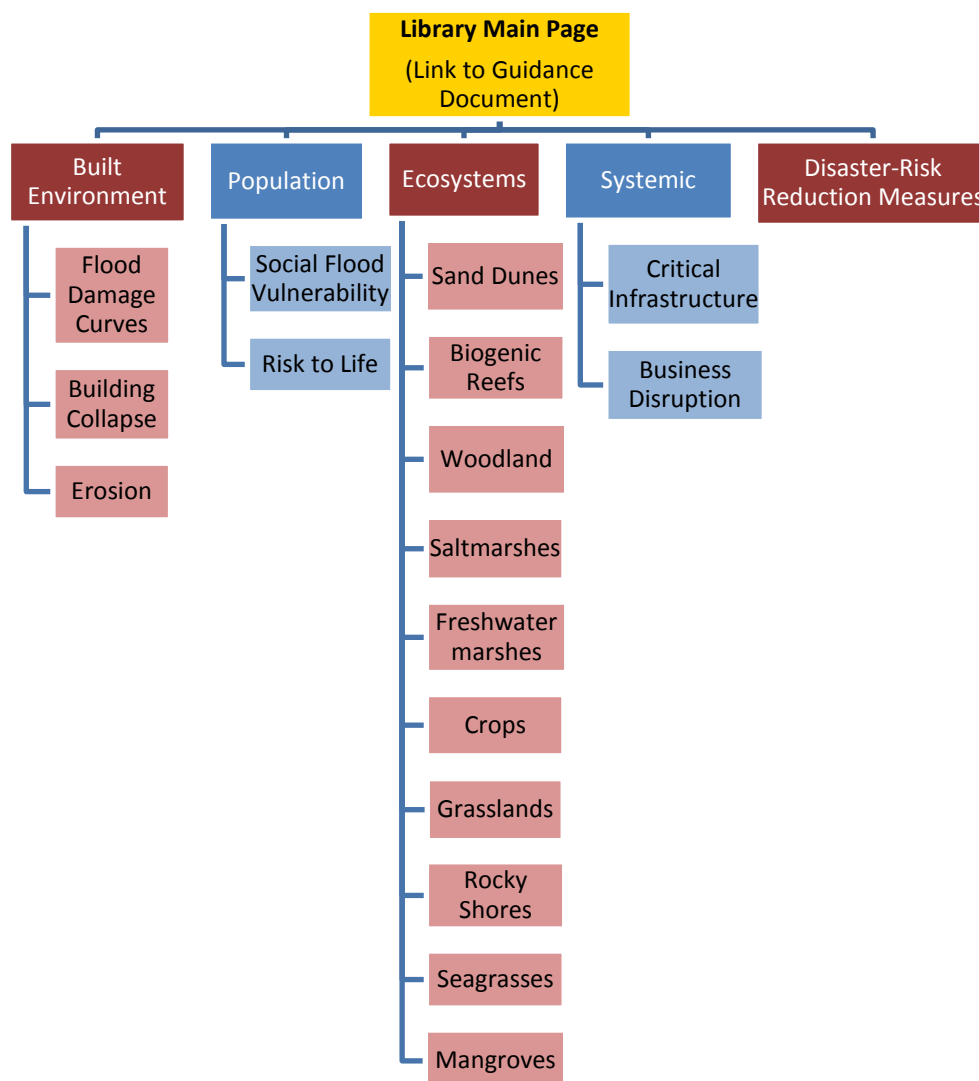 Library Main Page
(Link to Guidance
Document)
Built
Environment
Population
Ecosystems
Systemic
Disaster-Risk
Reduction Measures
Flood
Damage
Curves
Building
Collapse
Erosion
Social Flood
Vulnerability
Risk to Life
Sand Dunes
Biogenic
Reefs
Woodland
Saltmarshes
Freshwater
marshes
Crops
Grasslands
Rocky
Shores
Seagrasses
Mangroves
Critical
Infrastructure
Business
Disruption